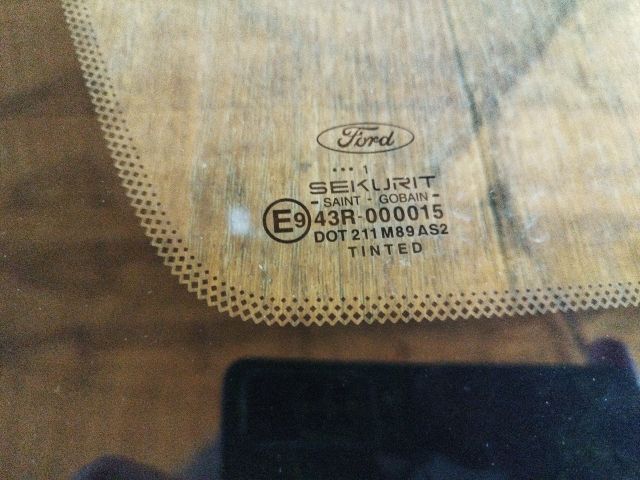 Ford
... 1
SEKURIT
- SAINT - GOBAIN -
E9 43R-000015
DOT 211 M89 AS2
TINTED